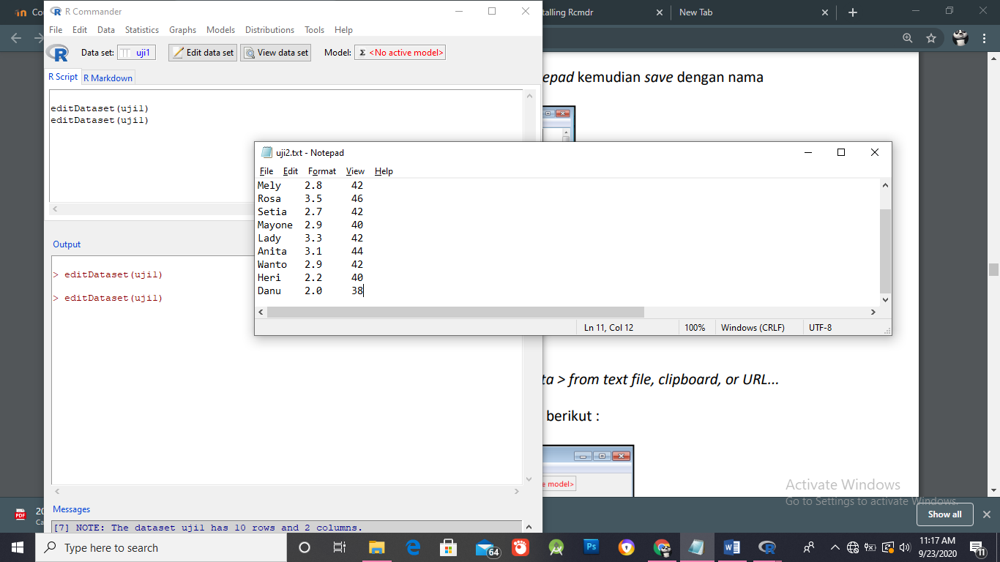 Co
R Commander
talling Rcmdr
New Tab
File Edit Data Statistics Graphs Models Distributions Tools Help
Data set: uji1 Edit data set View data set Model: Σ <No active model>
R Script R Markdown
editDataset(uji1)
editDataset(uji1)
epad kemudian save dengan nama
uji2.txt - Notepad
File Edit Format View Help
Mely 2.8 42
Rosa 3.5 46
Setia 2.7 42
Mayone 2.9 40
Lady 3.3 42
Anita 3.1 44
Wanto 2.9 42
Heri 2.2 40
Danu 2.0 38
Ln 11, Col 12 100% Windows (CRLF) UTF-8
Output
> editDataset(uji1)
> editDataset(uji1)
ta > from text file, clipboard, or URL...
berikut :
e model>
Activate Windows
Go to Settings to activate Windows.
Messages
[7] NOTE: The dataset uji1 has 10 rows and 2 columns.
PDF
20
Ca
Show all
Type here to search
64
Ps
W
R
11:17 AM
9/23/2020
11